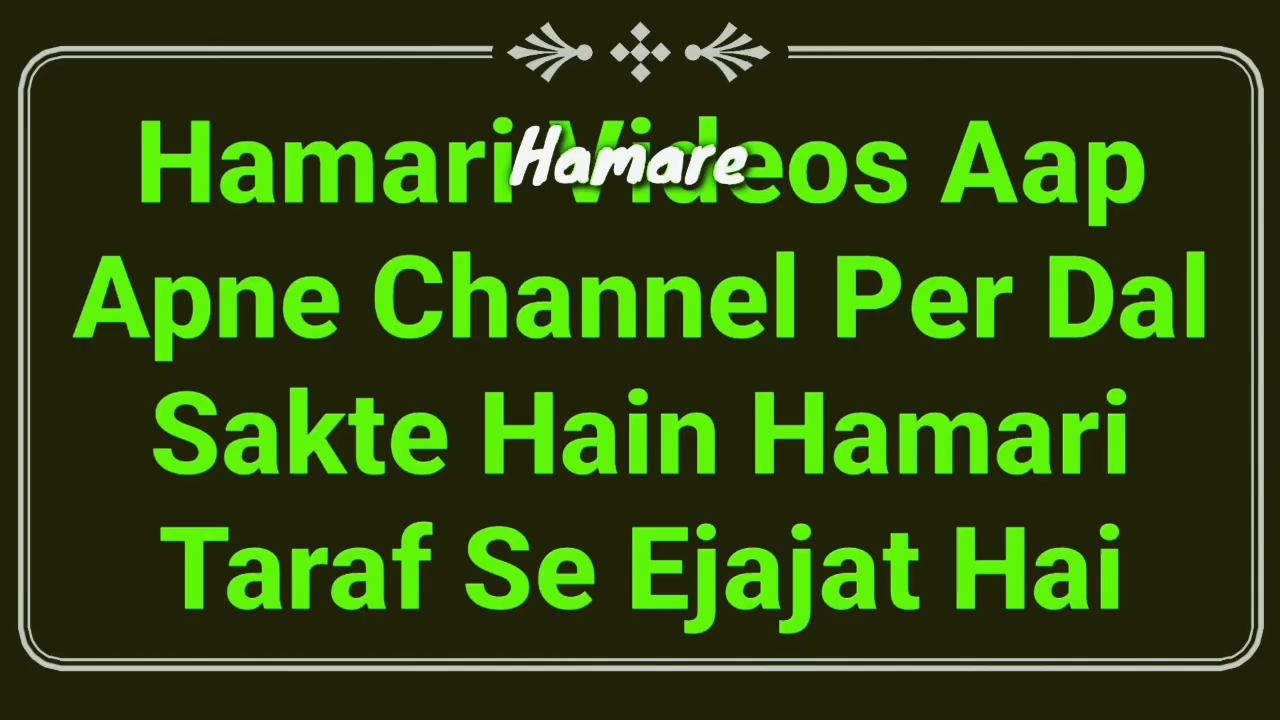 Hamari Videos Aap
Hamare
Apne Channel Per Dal
Sakte Hain Hamari
Taraf Se Ejajat Hai